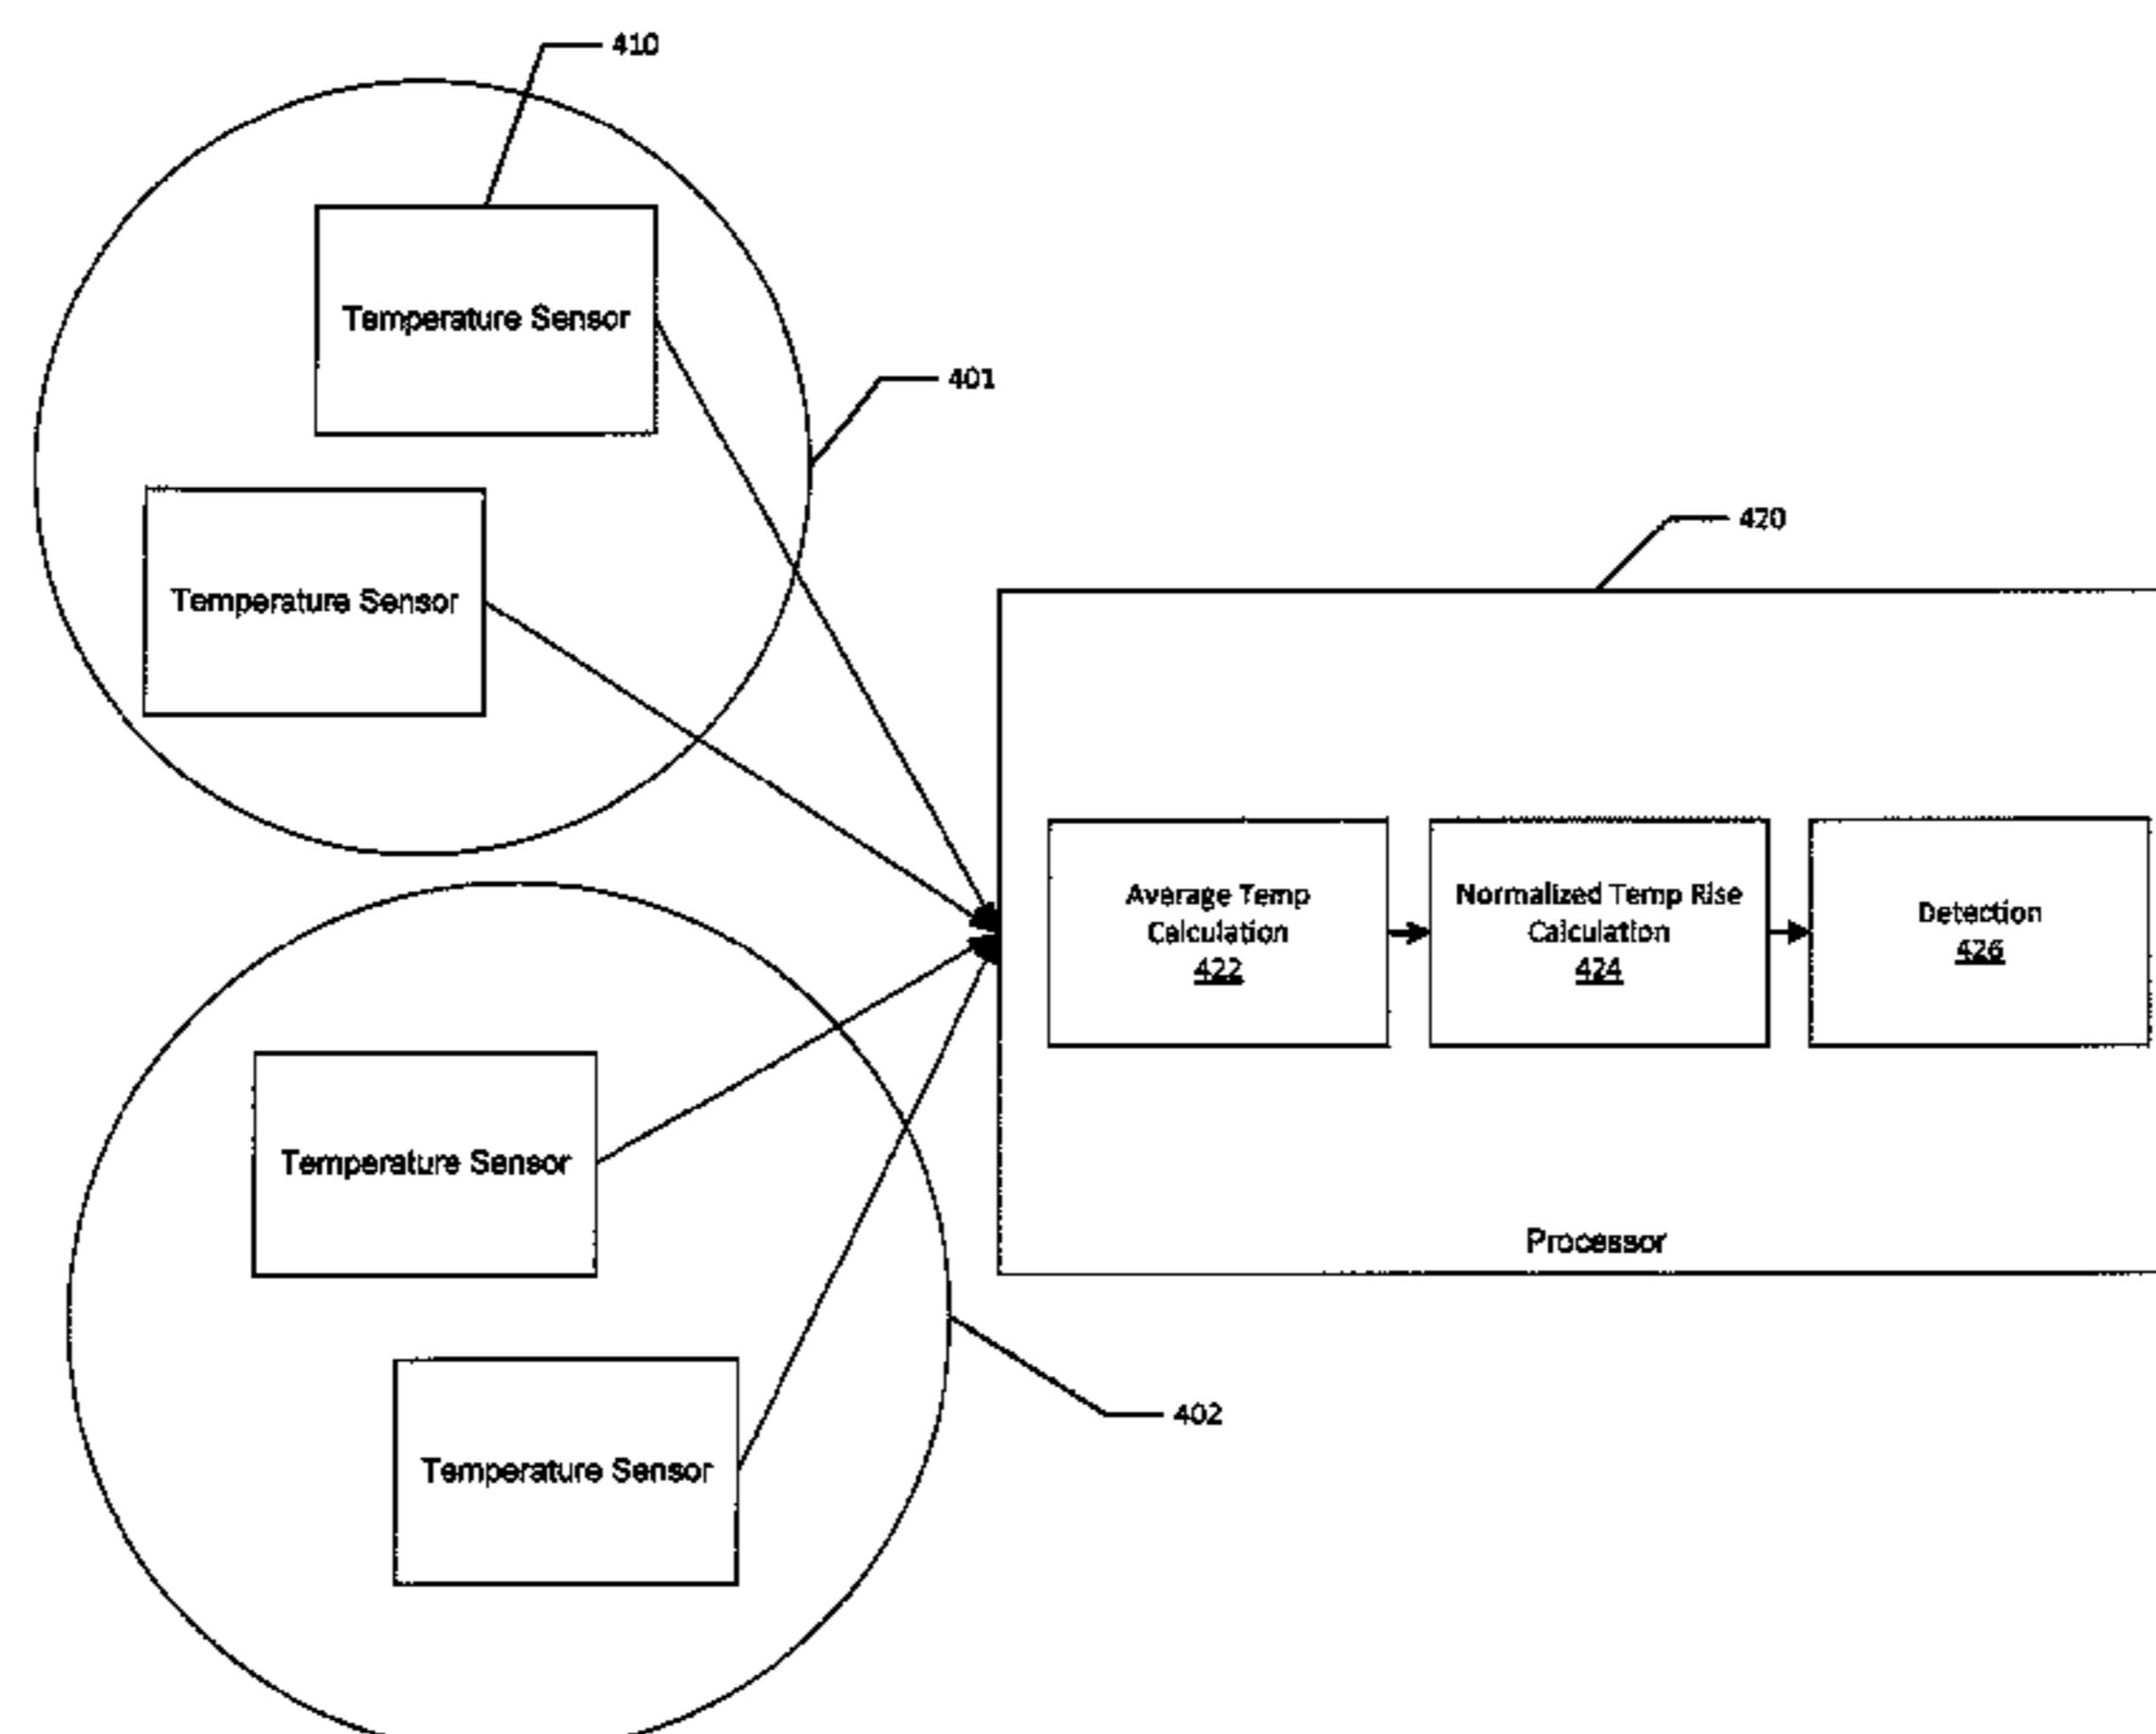 410
Temperature Sensor
401
Temperature Sensor
420
Average Temp
Calculation
422
Normalized Temp Rise
Calculation
424
Detection
426
Temperature Sensor
Processor
402
Temperature Sensor